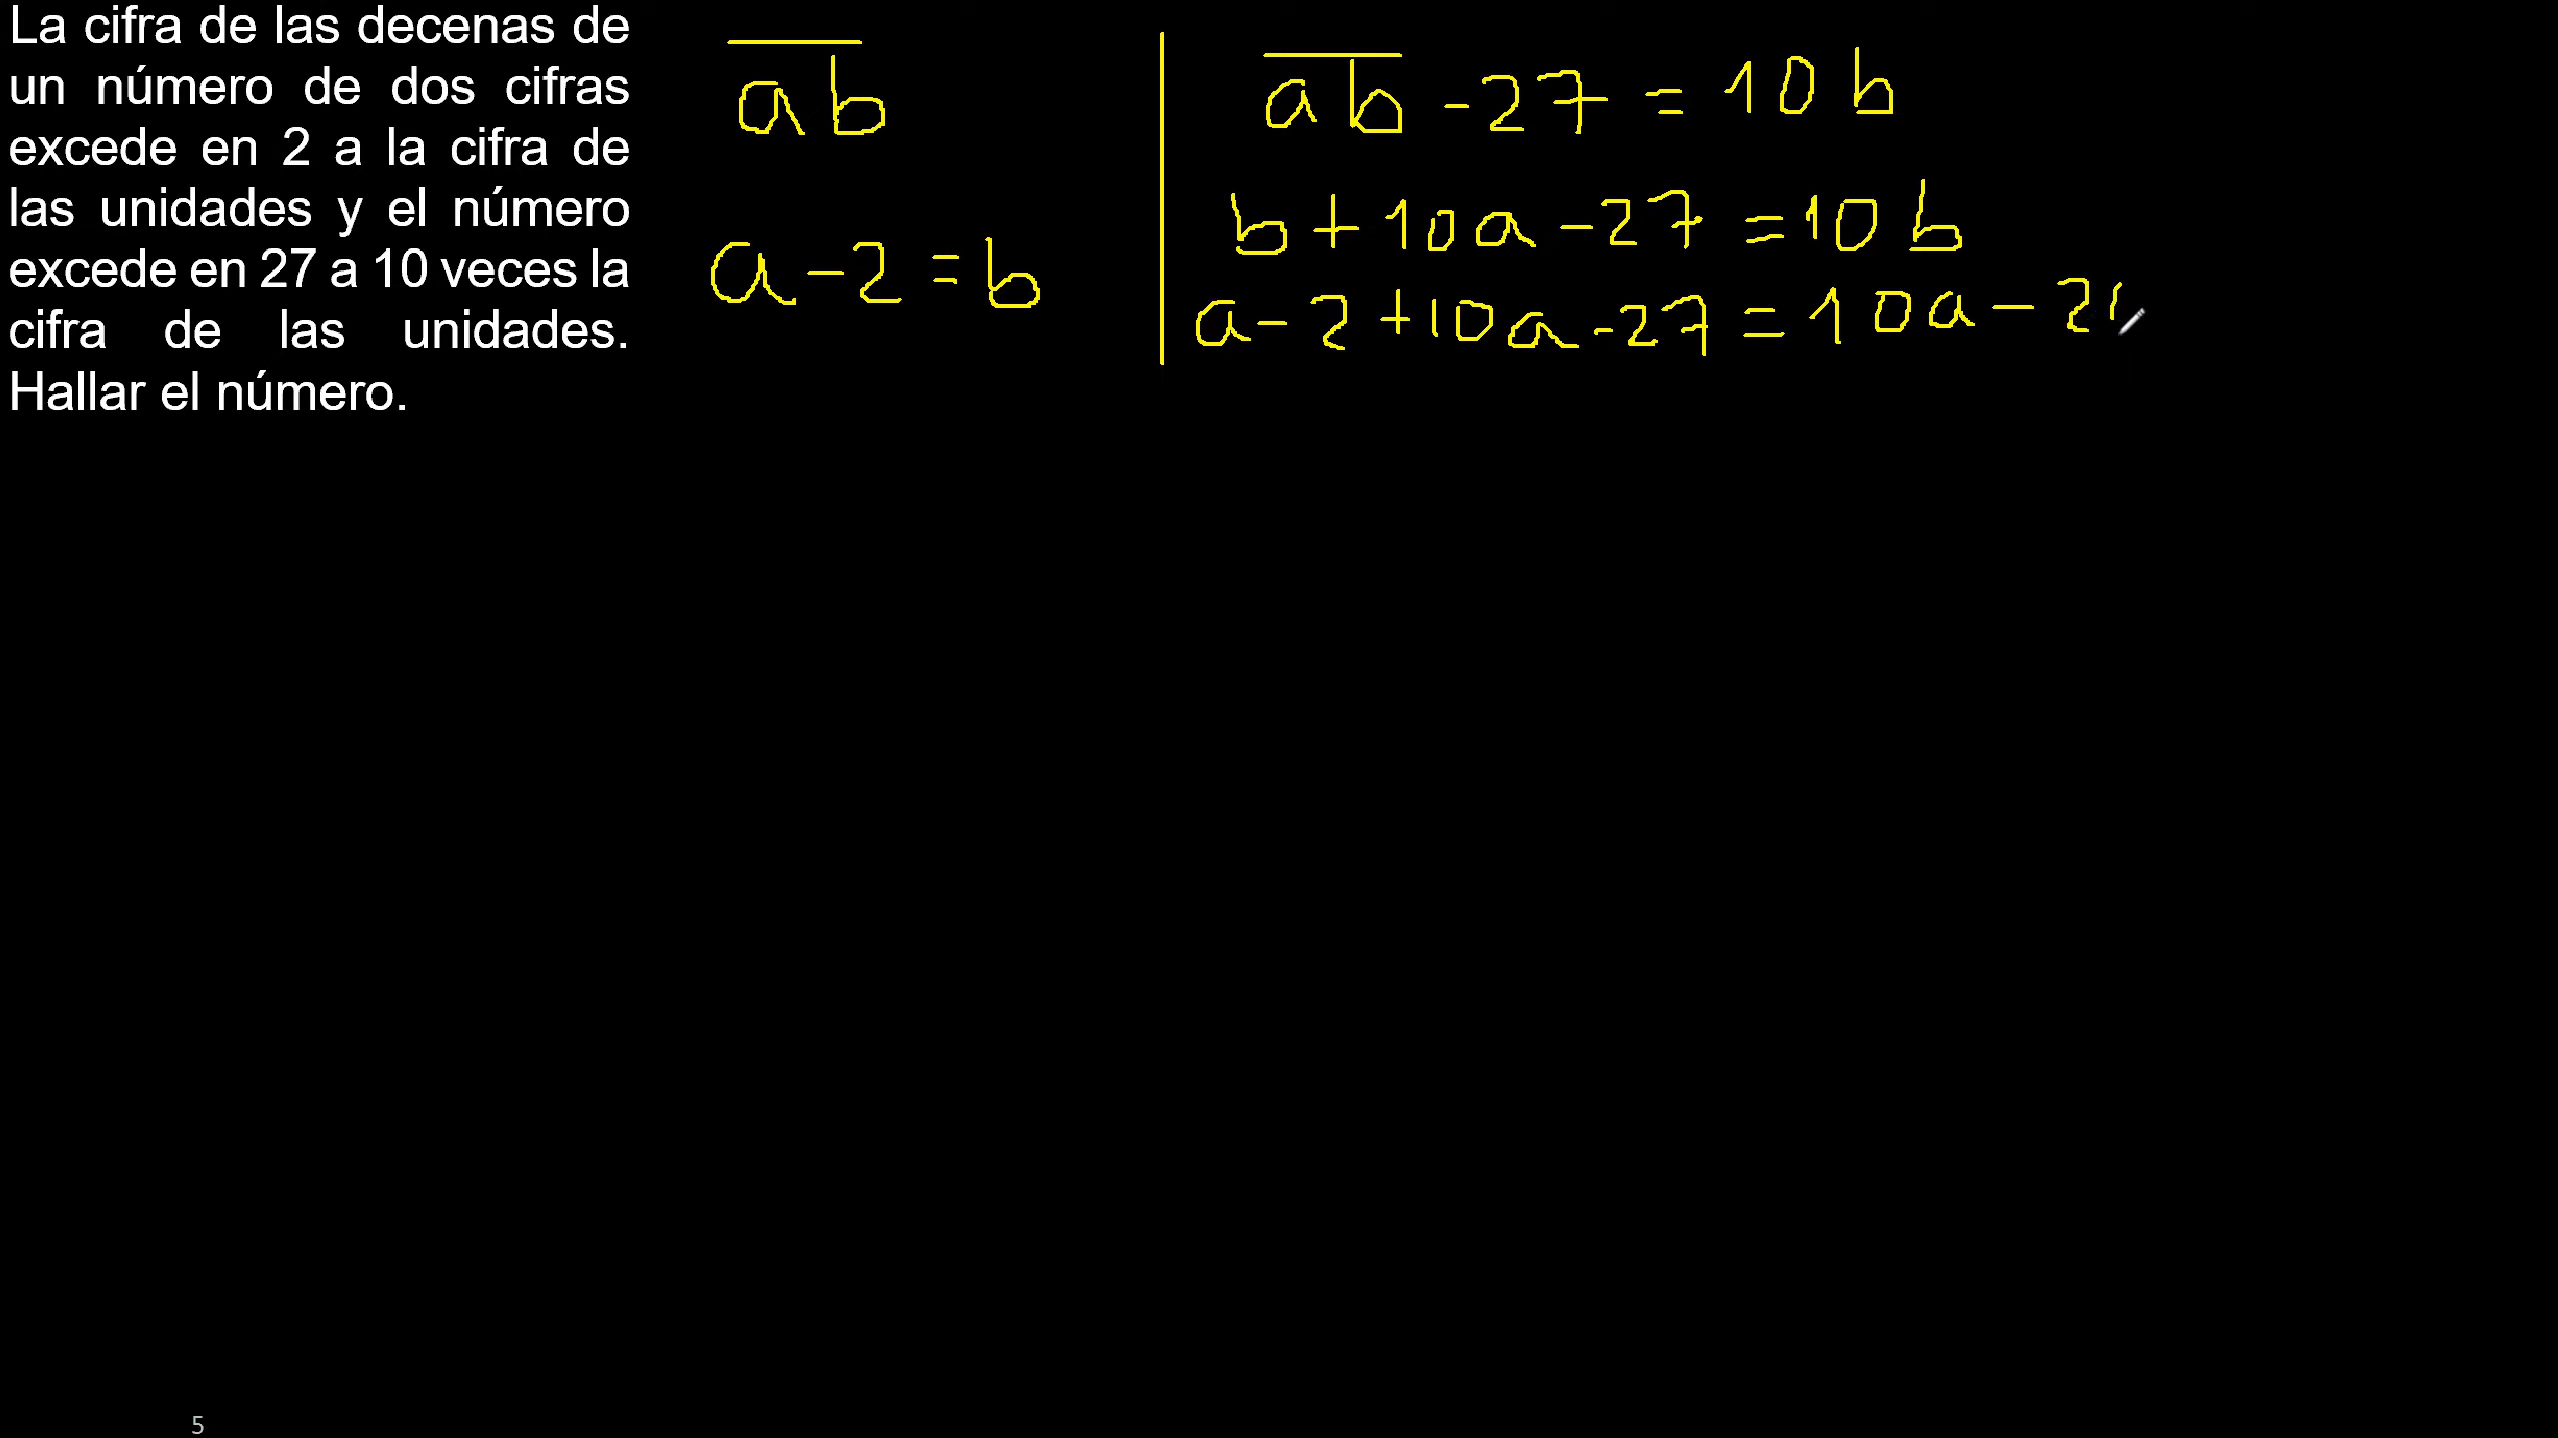 La cifra de las decenas de
un número de dos cifras
excede en 2 a la cifra de
las unidades y el número
excede en 27 a 10 veces la
cifra de las unidades.
Hallar el número.
ab
a-2=b
ab-27=10b
b+10a-27=10b
a-2+10a-27=10a-2
5